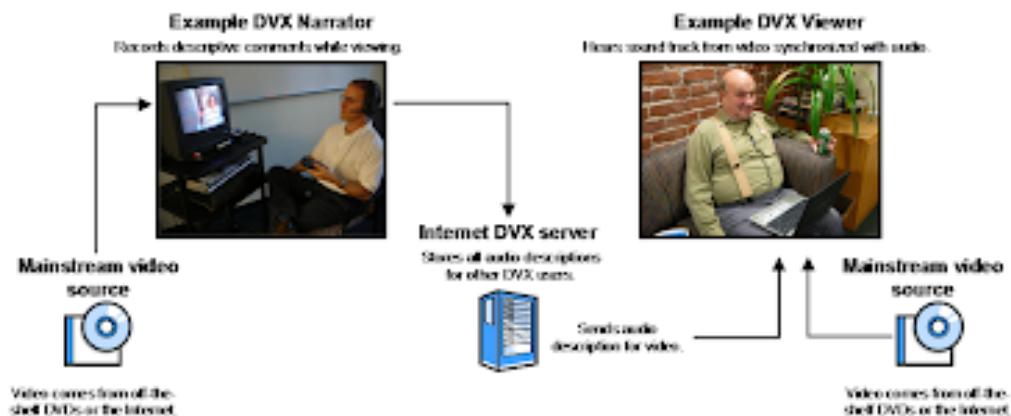 Example DVX Narrator
Records descriptive comments while viewing.
Example DVX Viewer
Hears sound track from video synchronized with audio.
Internet DVX server
Stores all audio descriptions
for other DVX users.
Mainstream video
source
Video comes from off-the-
shelf DVDs or the Internet.
Sends audio
description for video.
Mainstream video
source
Video comes from off-the-
shelf DVDs or the Internet.